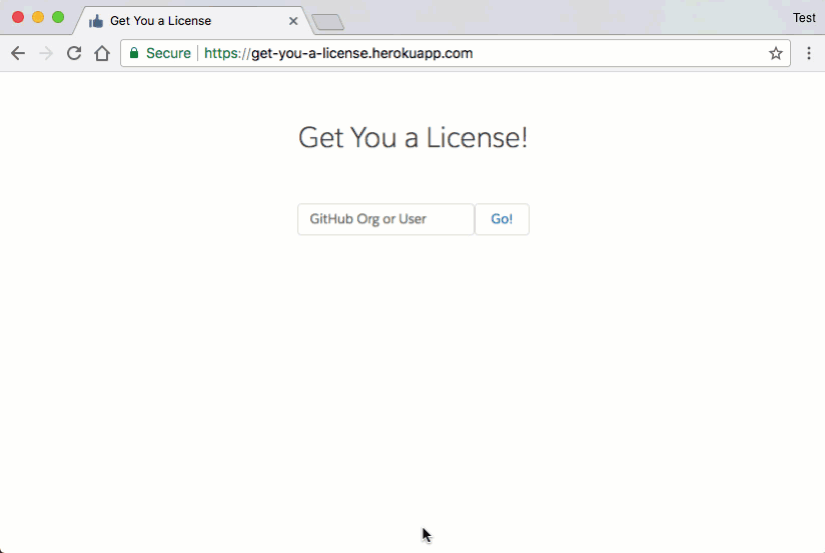 Get You a License
Test
Secure
https://get-you-a-license.herokuapp.com
Get You a License!
GitHub Org or User
Go!